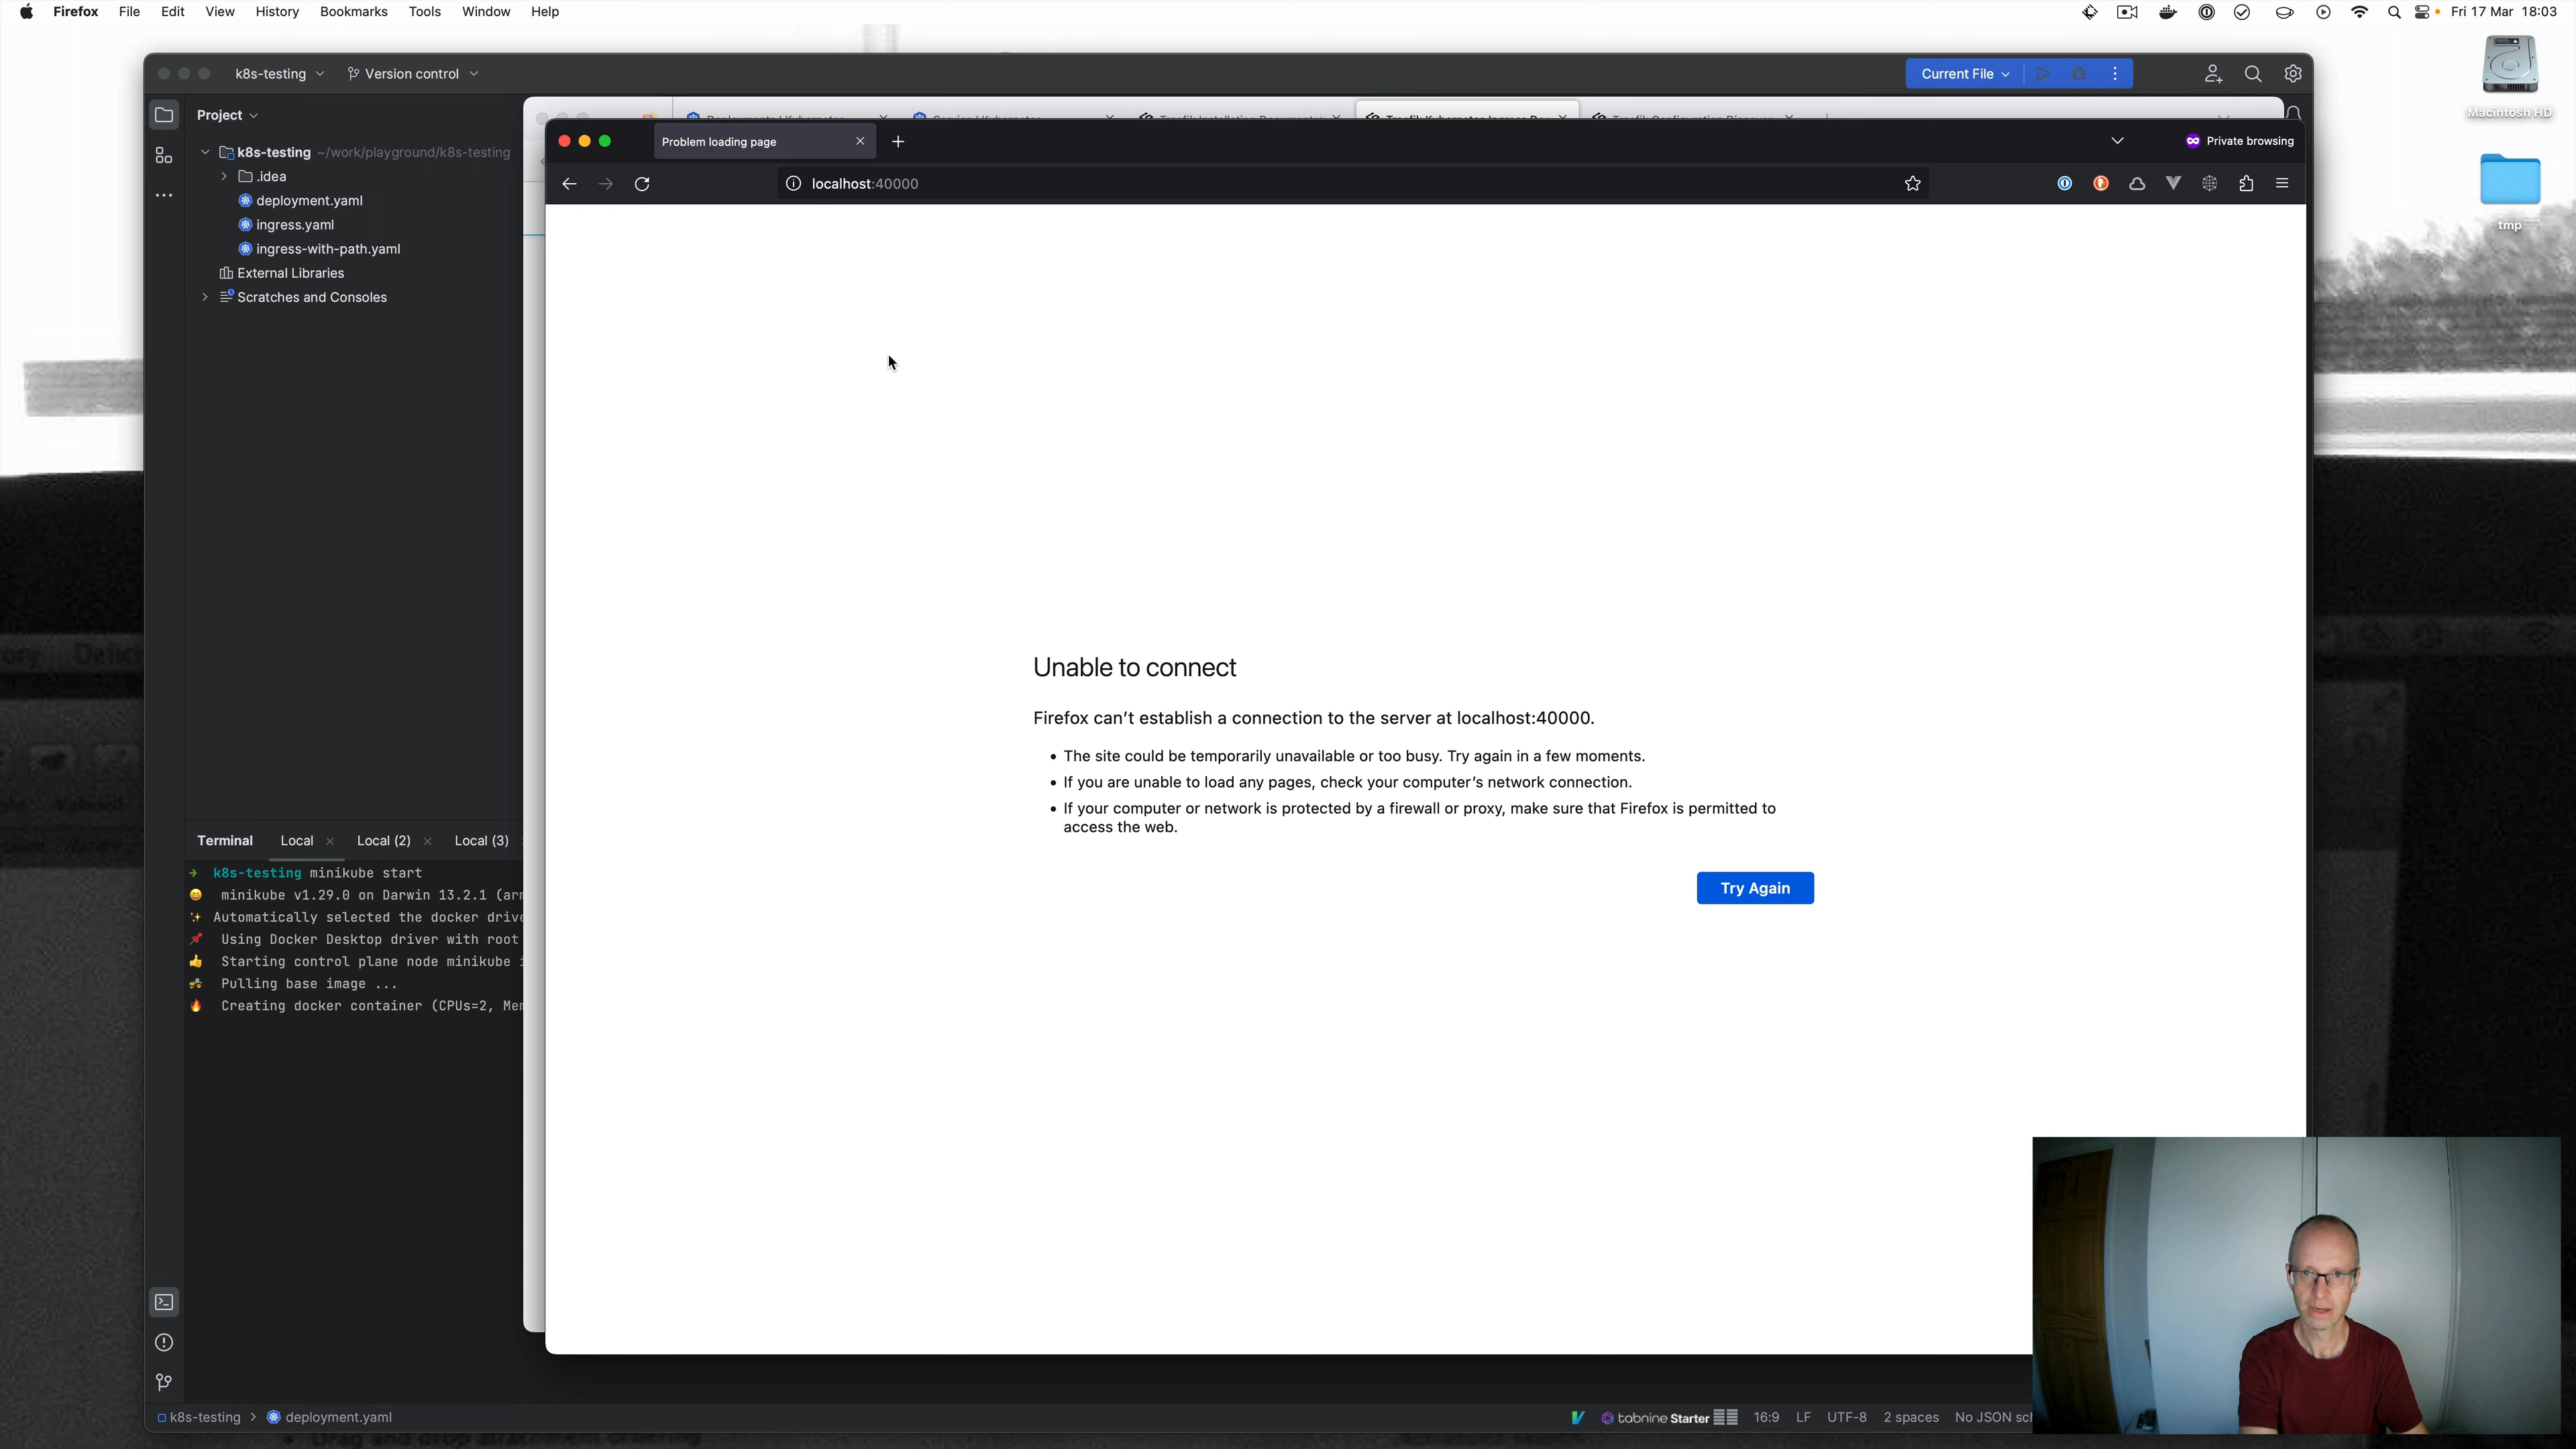 Firefox File Edit View History Bookmarks Tools Window Help
Fri 17 Mar 18:03
k8s-testing Version control
Current File
Macintosh HD
tmp
Project
k8s-testing ~/work/playground/k8s-testing
.idea
deployment.yaml
ingress.yaml
ingress-with-path.yaml
External Libraries
Scratches and Consoles
Problem loading page
Private browsing
localhost:40000
Unable to connect
Firefox can't establish a connection to the server at localhost:40000.
• The site could be temporarily unavailable or too busy. Try again in a few moments.
• If you are unable to load any pages, check your computer's network connection.
• If your computer or network is protected by a firewall or proxy, make sure that Firefox is permitted to
access the web.
Try Again
Terminal Local Local (2) Local (3)
k8s-testing minikube start
minikube v1.29.0 on Darwin 13.2.1 (arm
Automatically selected the docker drive
Using Docker Desktop driver with root
Starting control plane node minikube i
Pulling base image ...
Creating docker container (CPUs=2, Mem
k8s-testing > deployment.yaml
tabnine Starter 16:9 LF UTF-8 2 spaces No JSON sch